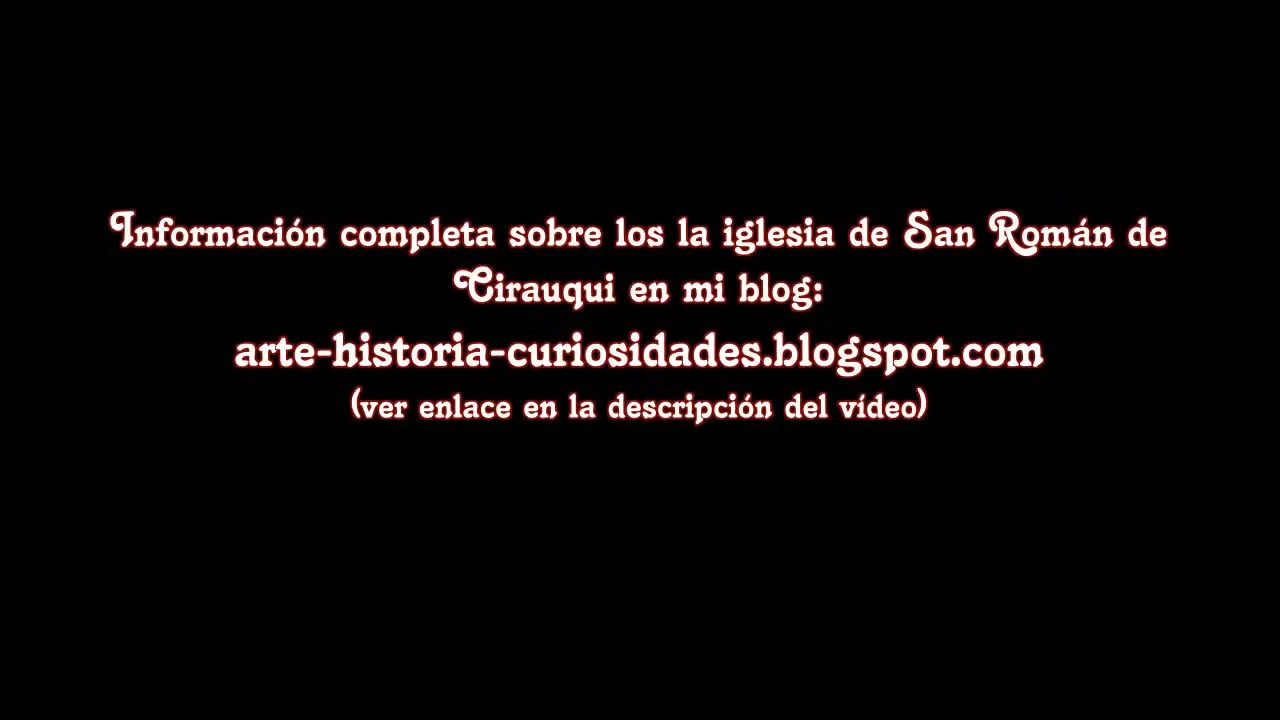 Información completa sobre los la iglesia de San Román de
Cirauqui en mi blog:
arte-historia-curiosidades.blogspot.com
(ver enlace en la descripción del vídeo)